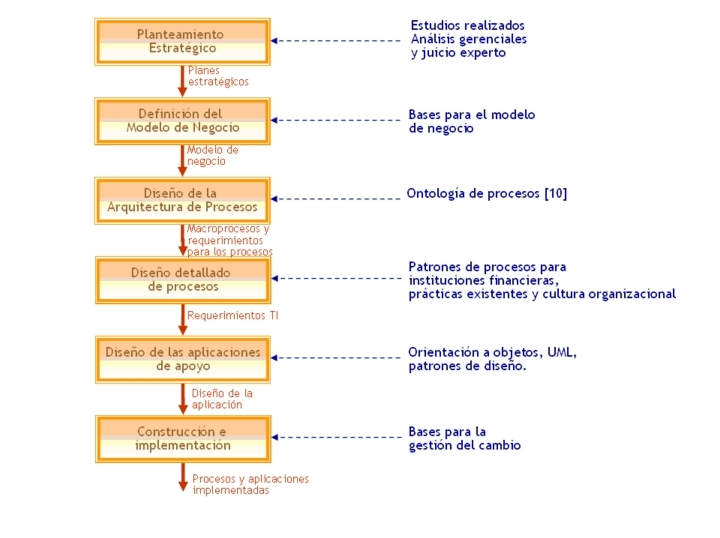 Planteamiento
Estratégico
Estudios realizados
Análisis gerenciales
y juicio experto
Planes
estratégicos
Definición del
Modelo de Negocio
Bases para el modelo
de negocio
Modelo de
negocio
Diseño de la
Arquitectura de Procesos
Ontología de procesos [10]
Macroprocesos y
requerimientos
para los procesos
Diseño detallado
de procesos
Patrones de procesos para
instituciones financieras,
prácticas existentes y cultura organizacional
Requerimientos TI
Diseño de las aplicaciones
de apoyo
Orientación a objetos, UML,
patrones de diseño.
Diseño de la
aplicación
Construcción e
implementación
Bases para la
gestión del cambio
Procesos y aplicaciones
implementadas